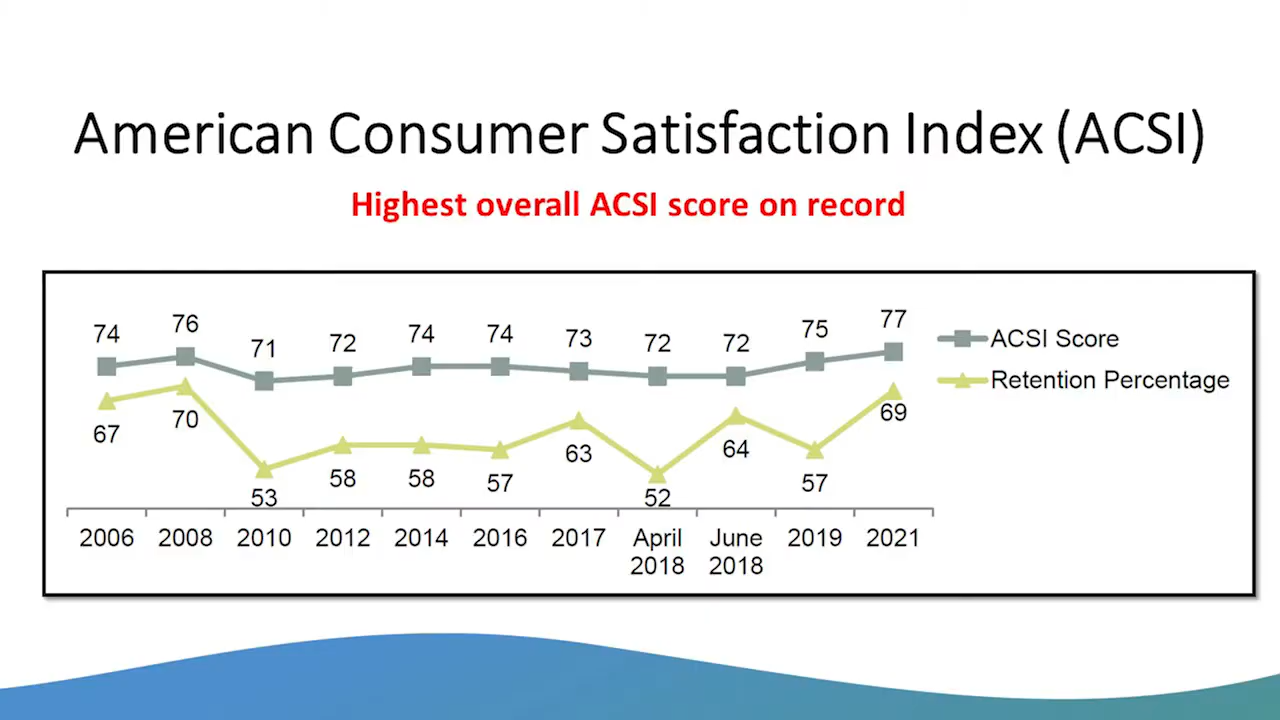 American Consumer Satisfaction Index (ACSI)
Highest overall ACSI score on record
74 76 71 72 74 74 73 72 72 75 77
67 70 53 58 58 57 63 52 64 57 69
ACSI Score
Retention Percentage
2006 2008 2010 2012 2014 2016 2017 April 2018 June 2018 2019 2021